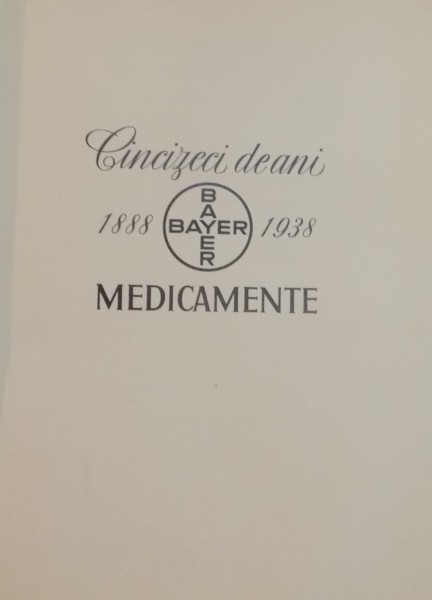 Cincizeci de ani
1888 BAYER BAYER 1938
MEDICAMENTE